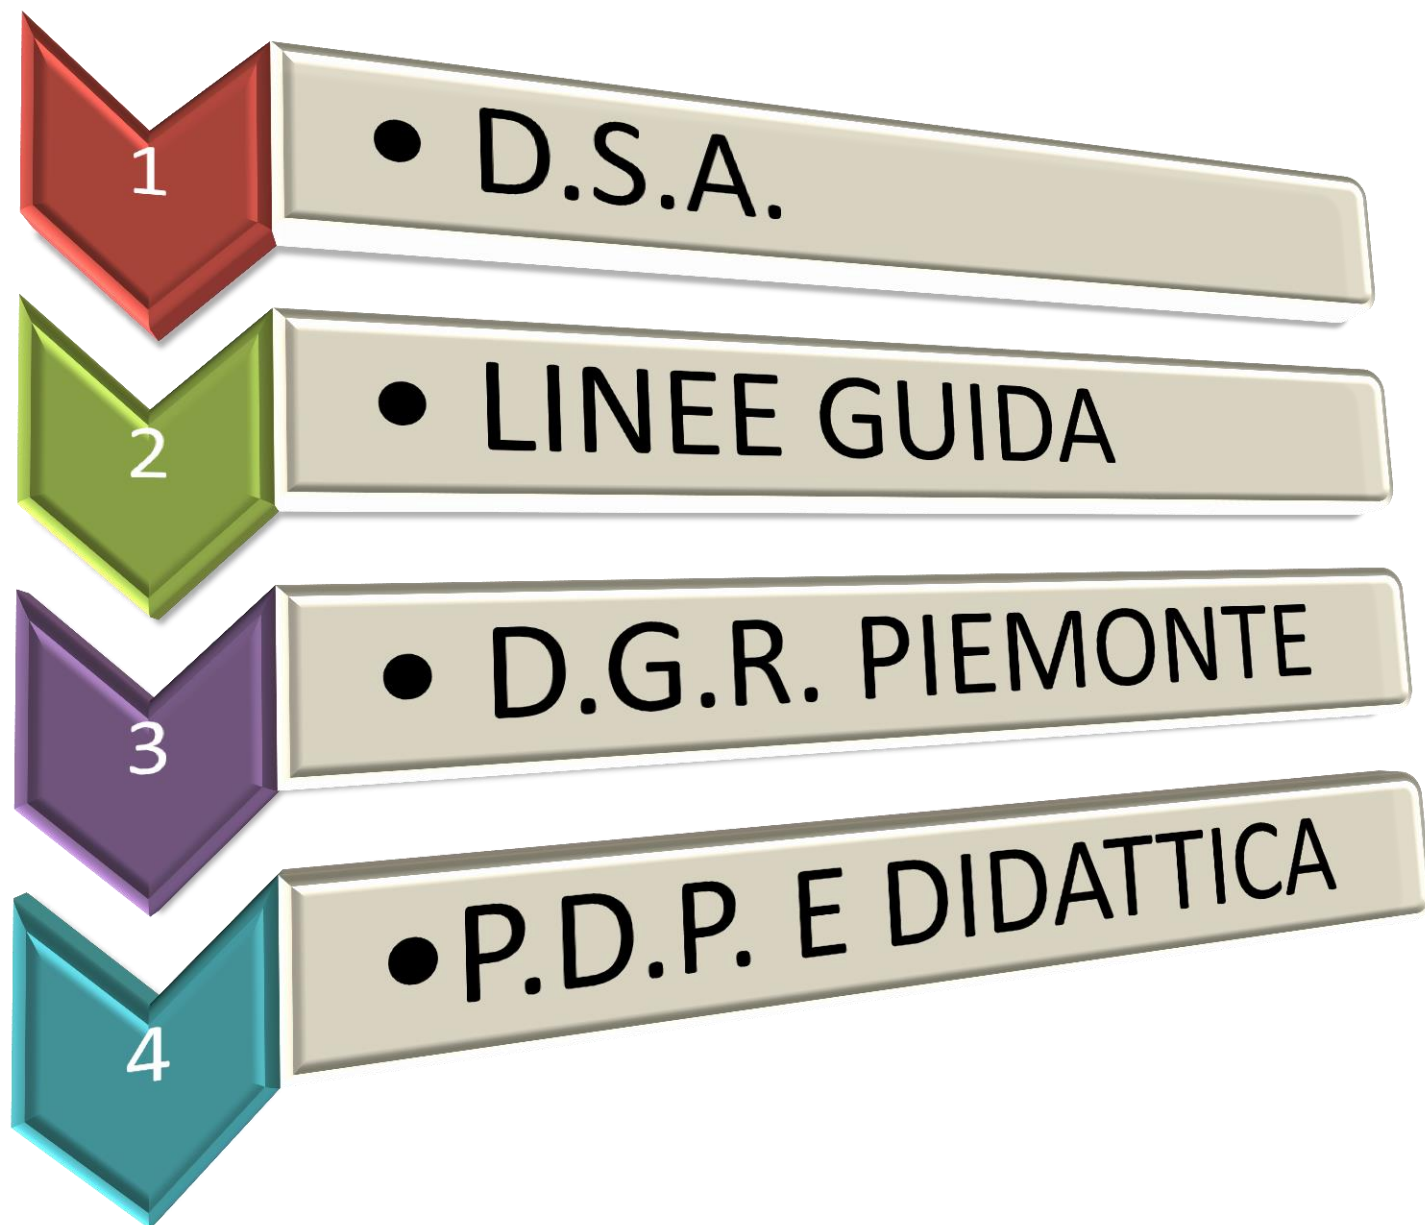 1
• D.S.A.
2
• LINEE GUIDA
3
• D.G.R. PIEMONTE
4
•P.D.P. E DIDATTICA